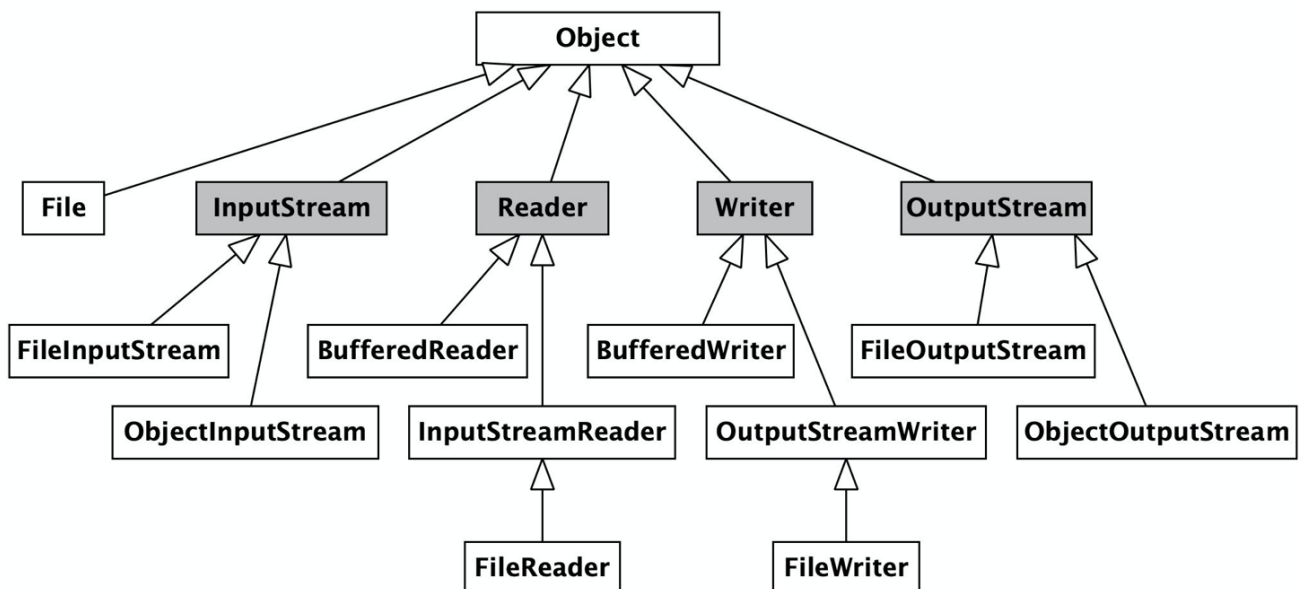 Object
File
InputStream
Reader
Writer
OutputStream
FileInputStream
BufferedReader
BufferedWriter
FileOutputStream
ObjectInputStream
InputStreamReader
OutputStreamWriter
ObjectOutputStream
FileReader
FileWriter